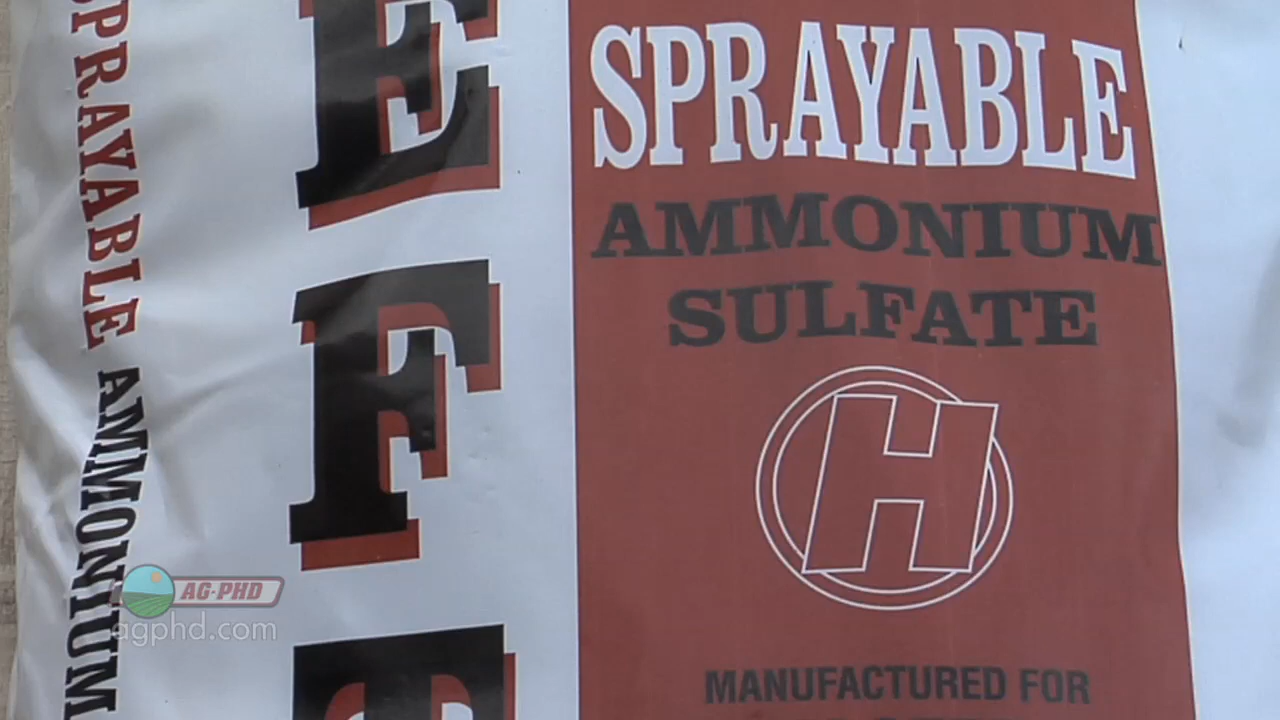 SPRAYABLE AMMONIUM
E
F
SPRAYABLE
AMMONIUM
SULFATE
H
MANUFACTURED FOR
AG PHD
agphd.com